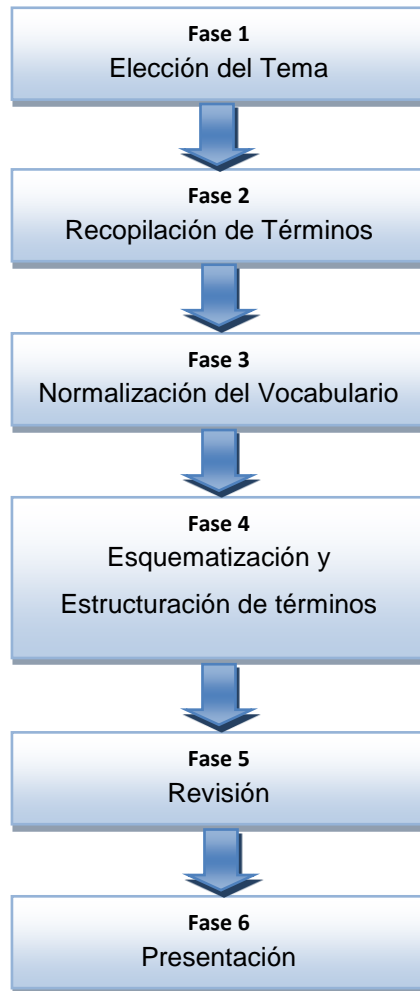 Fase 1
Elección del Tema
Fase 2
Recopilación de Términos
Fase 3
Normalización del Vocabulario
Fase 4
Esquematización y
Estructuración de términos
Fase 5
Revisión
Fase 6
Presentación